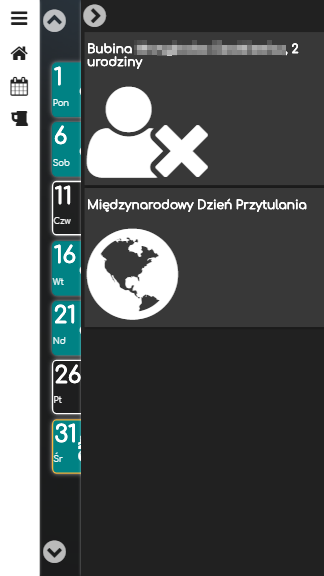 1
Pon
6
Sob
11
Czw
16
Wt
21
Nd
26
Pt
31
Śr
Bubina , 2
urodziny
Międzynarodowy Dzień Przytulania